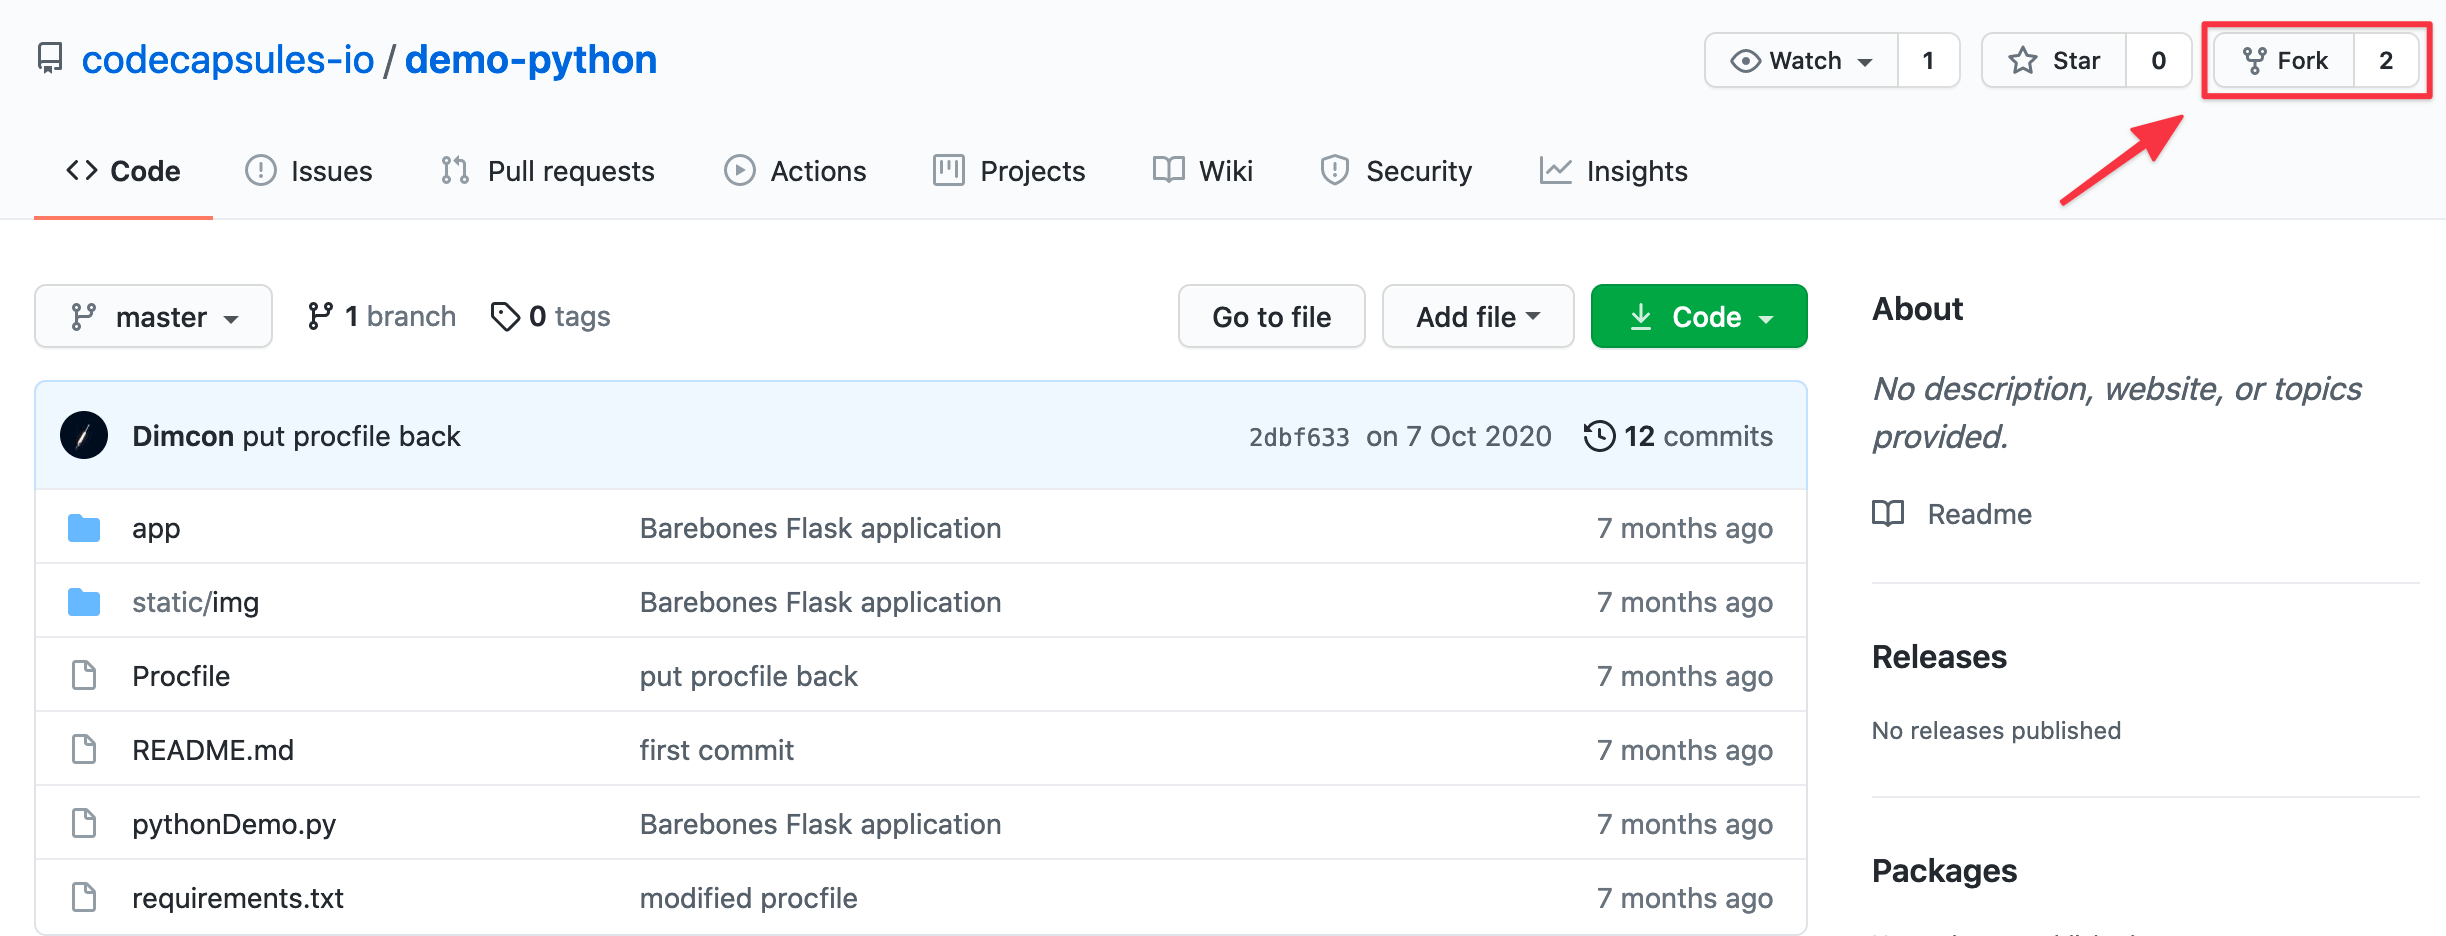 codecapsules-io / demo-python
Watch 1 Star 0 Fork 2
Code Issues Pull requests Actions Projects Wiki Security Insights
master 1 branch 0 tags Go to file Add file Code
Dimcon put procfile back 2dbf633 on 7 Oct 2020 12 commits
app Barebones Flask application 7 months ago
static/img Barebones Flask application 7 months ago
Procfile put procfile back 7 months ago
README.md first commit 7 months ago
pythonDemo.py Barebones Flask application 7 months ago
requirements.txt modified procfile 7 months ago
About
No description, website, or topics
provided.
Readme
Releases
No releases published
Packages